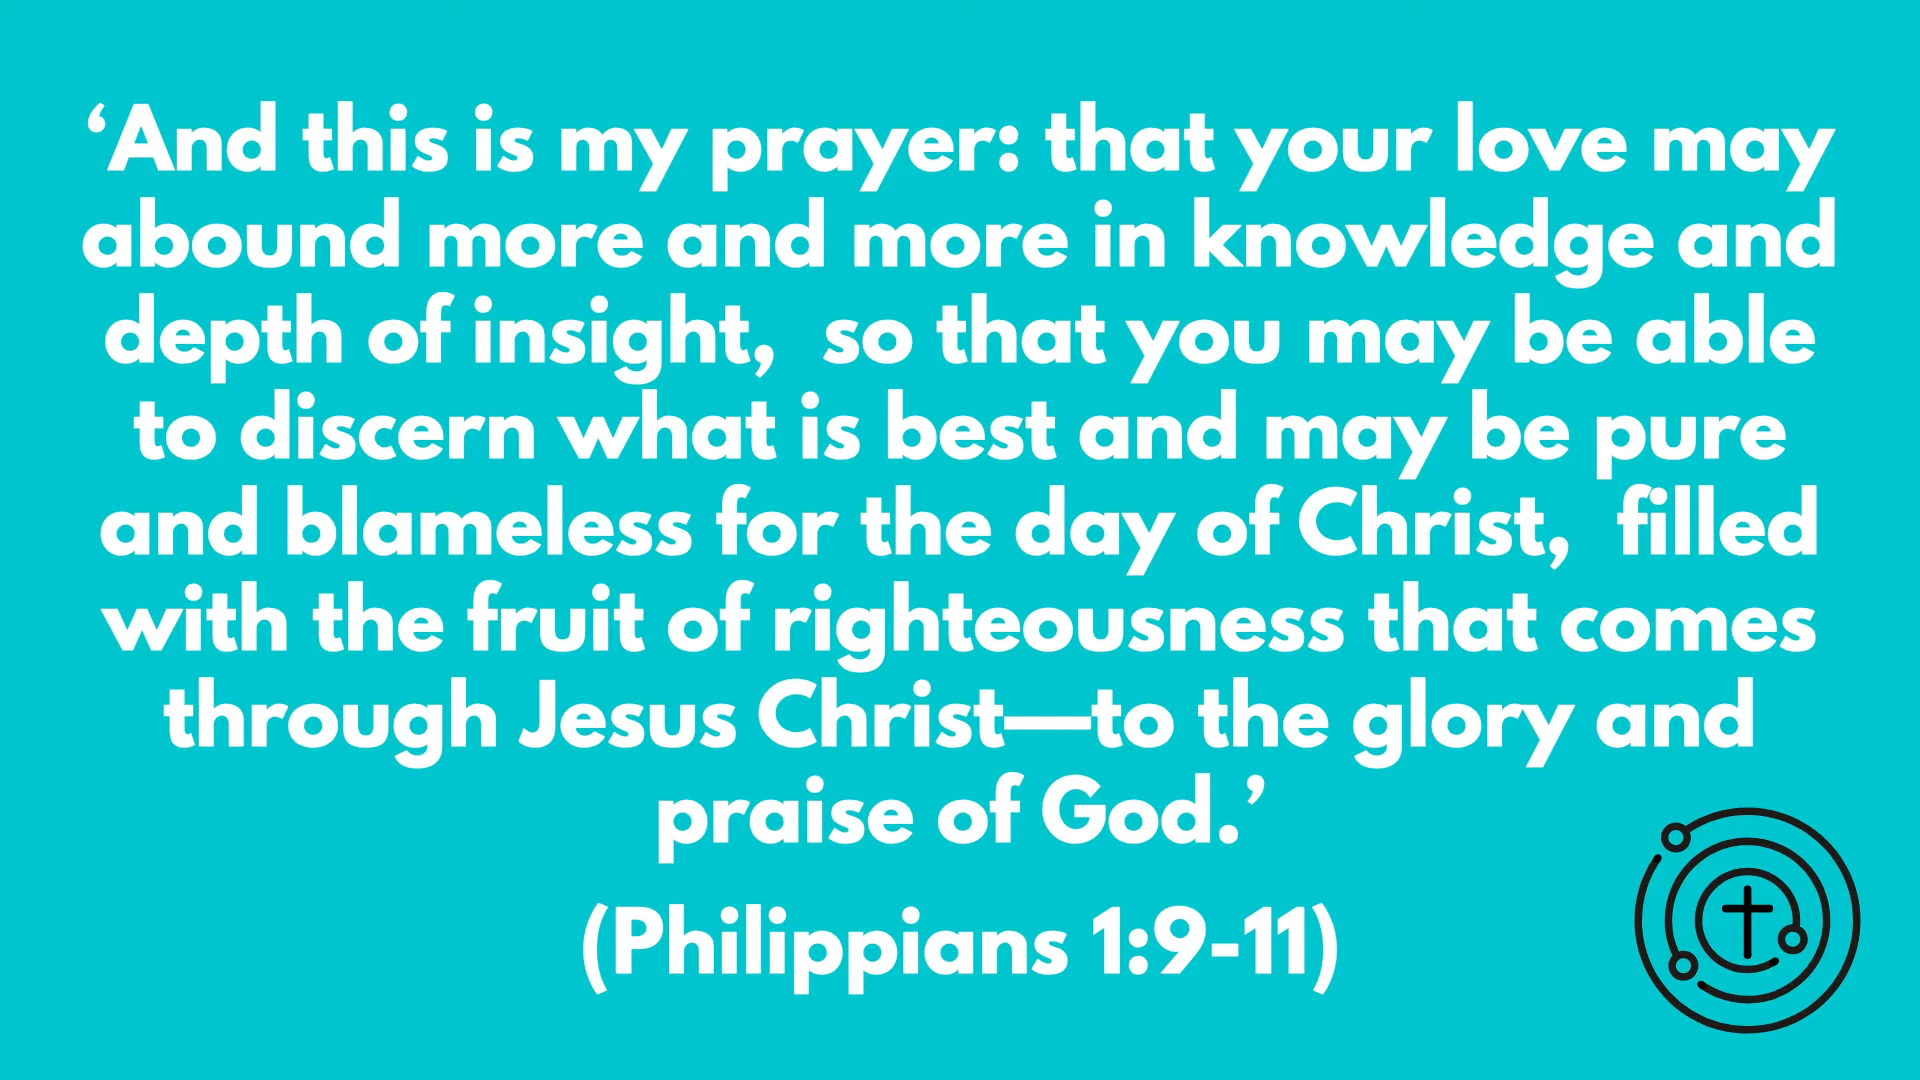 ‘And this is my prayer: that your love may
abound more and more in knowledge and
depth of insight,  so that you may be able
to discern what is best and may be pure
and blameless for the day of Christ,  filled
with the fruit of righteousness that comes
through Jesus Christ—to the glory and
praise of God.’
(Philippians 1:9-11)